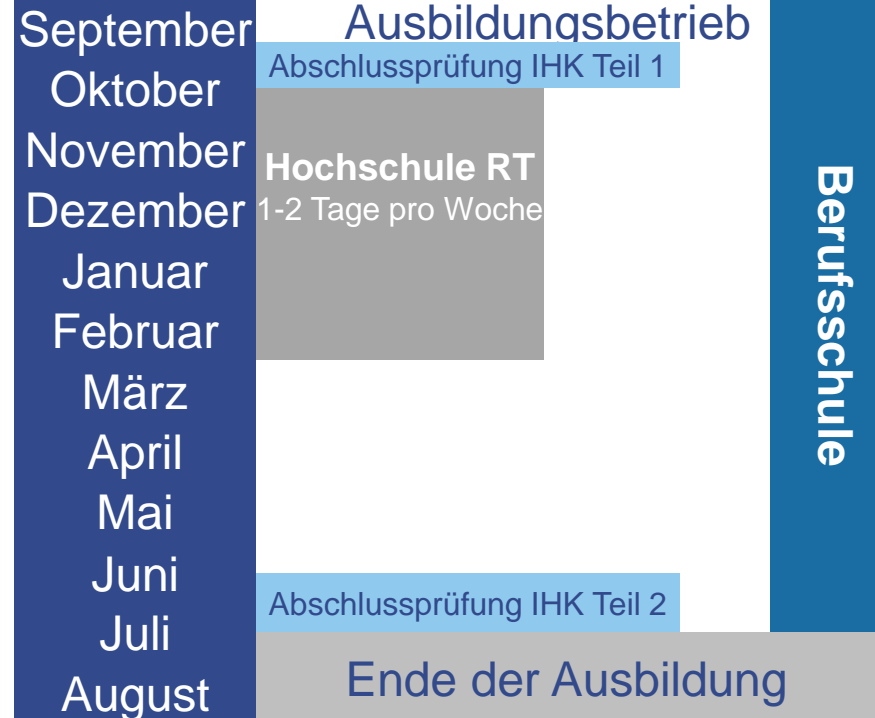 September
Oktober
November
Dezember
Januar
Februar
März
April
Mai
Juni
Juli
August
Ausbildungsbetrieb
Abschlussprüfung IHK Teil 1
Hochschule RT
1-2 Tage pro Woche
Abschlussprüfung IHK Teil 2
Ende der Ausbildung
Berufsschule